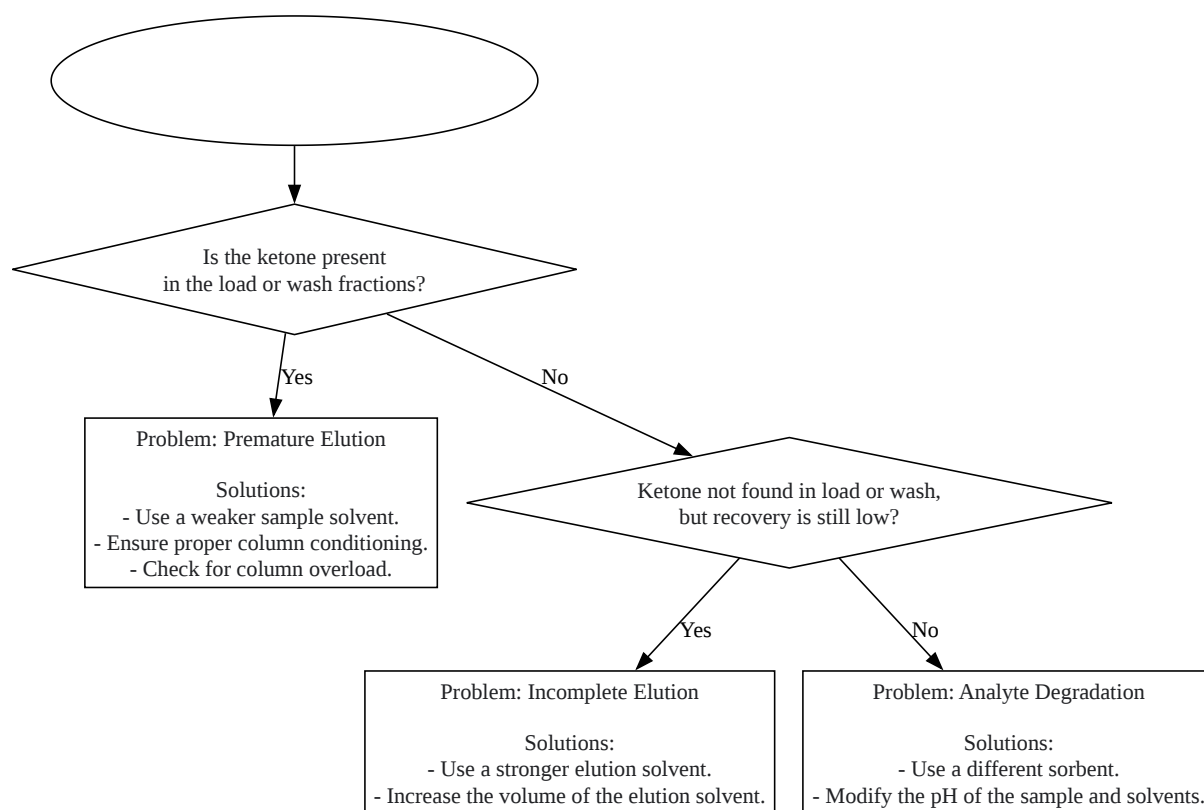 Is the ketone present
in the load or wash fractions?
Yes
No
Problem: Premature Elution
Solutions:
- Use a weaker sample solvent.
- Ensure proper column conditioning.
- Check for column overload.
Ketone not found in load or wash,
but recovery is still low?
Yes
No
Problem: Incomplete Elution
Solutions:
- Use a stronger elution solvent.
- Increase the volume of the elution solvent.
Problem: Analyte Degradation
Solutions:
- Use a different sorbent.
- Modify the pH of the sample and solvents.